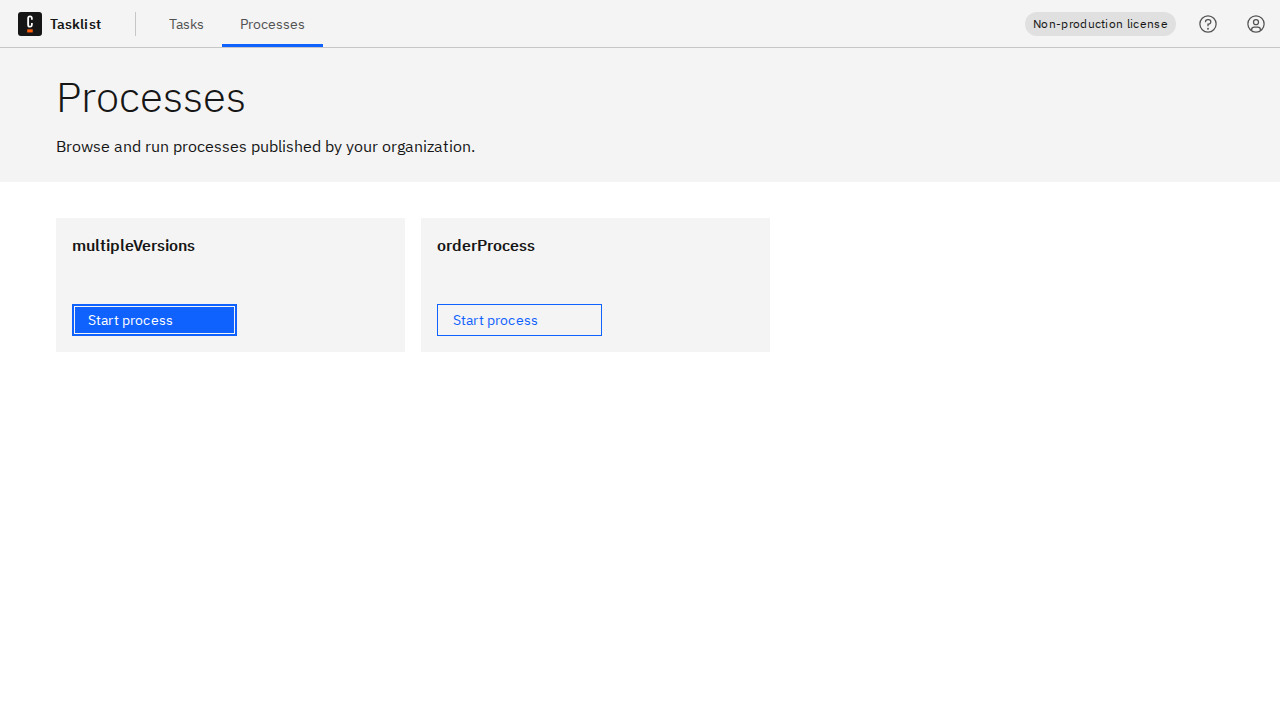 Tasklist
Tasks
Processes
Non-production license
Processes
Browse and run processes published by your organization.
multipleVersions
orderProcess
Start process
Start process